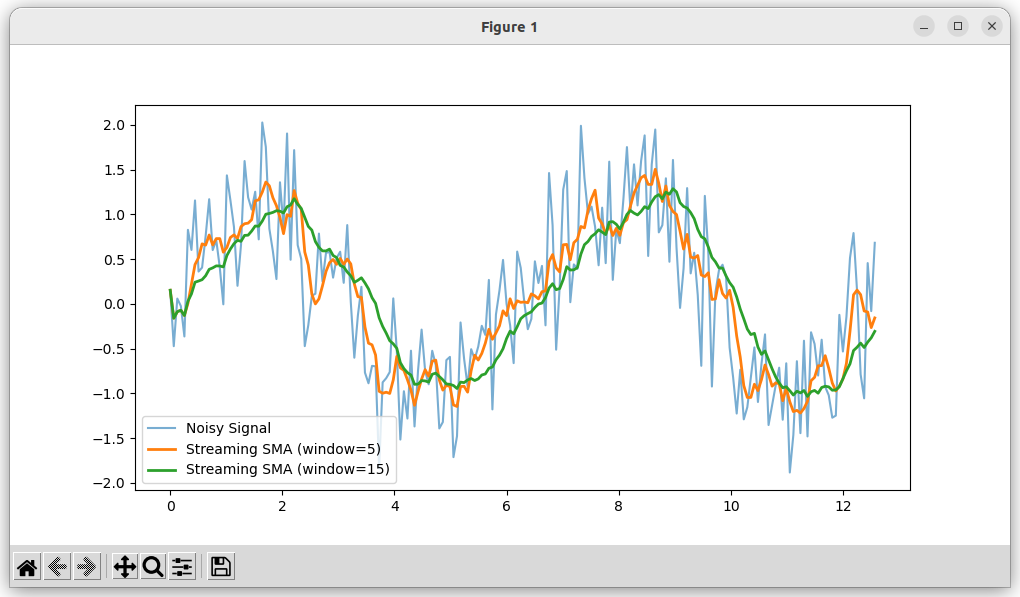 Figure 1
2.0
1.5
1.0
0.5
0.0
−0.5
−1.0
−1.5
−2.0
Noisy Signal
Streaming SMA (window=5)
Streaming SMA (window=15)
0 2 4 6 8 10 12